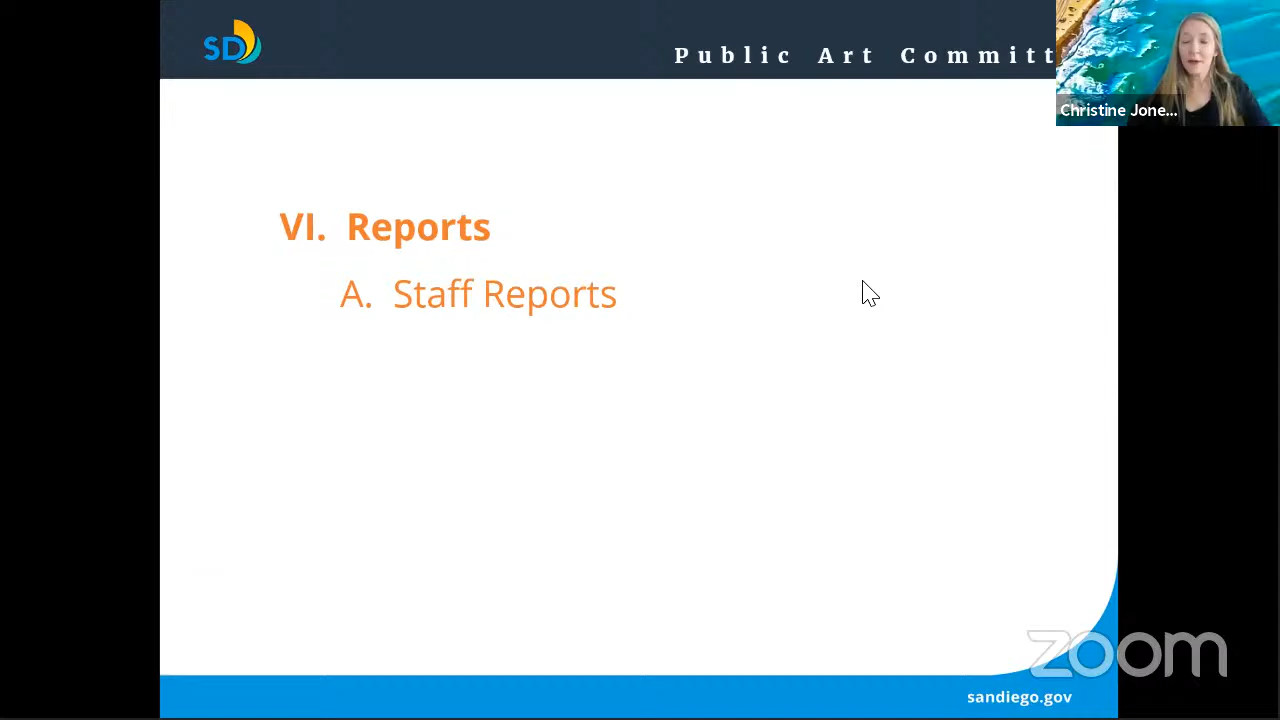 SD
Public Art Committ
Christine Jone...
VI. Reports
A. Staff Reports
zoom
sandiego.gov